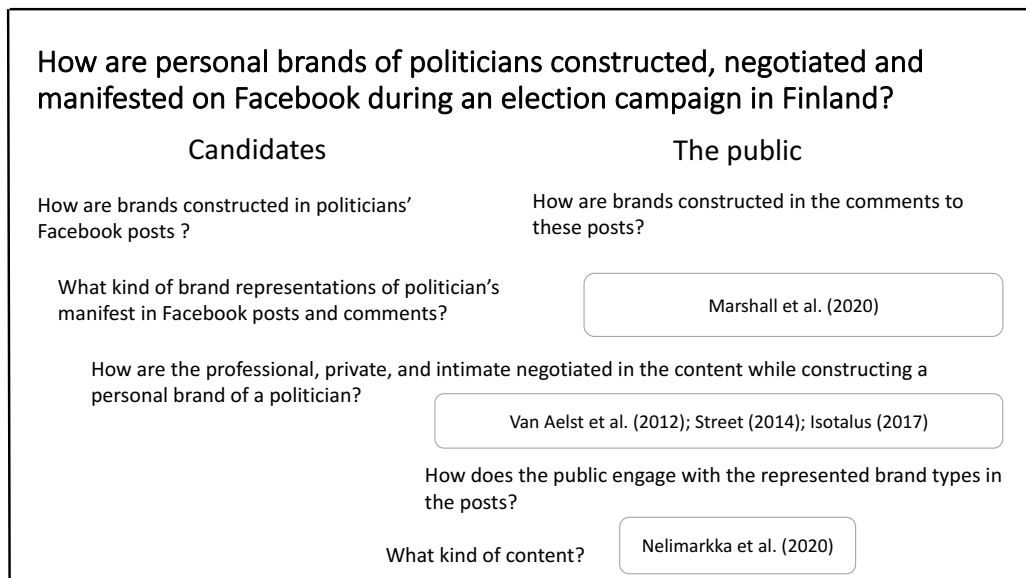 How are personal brands of politicians constructed, negotiated and
manifested on Facebook during an election campaign in Finland?
Candidates
The public
How are brands constructed in politicians’
Facebook posts ?
How are brands constructed in the comments to
these posts?
What kind of brand representations of politician’s
manifest in Facebook posts and comments?
Marshall et al. (2020)
How are the professional, private, and intimate negotiated in the content while constructing a
personal brand of a politician?
Van Aelst et al. (2012); Street (2014); Isotalus (2017)
How does the public engage with the represented brand types in
the posts?
What kind of content?
Nelimarkka et al. (2020)